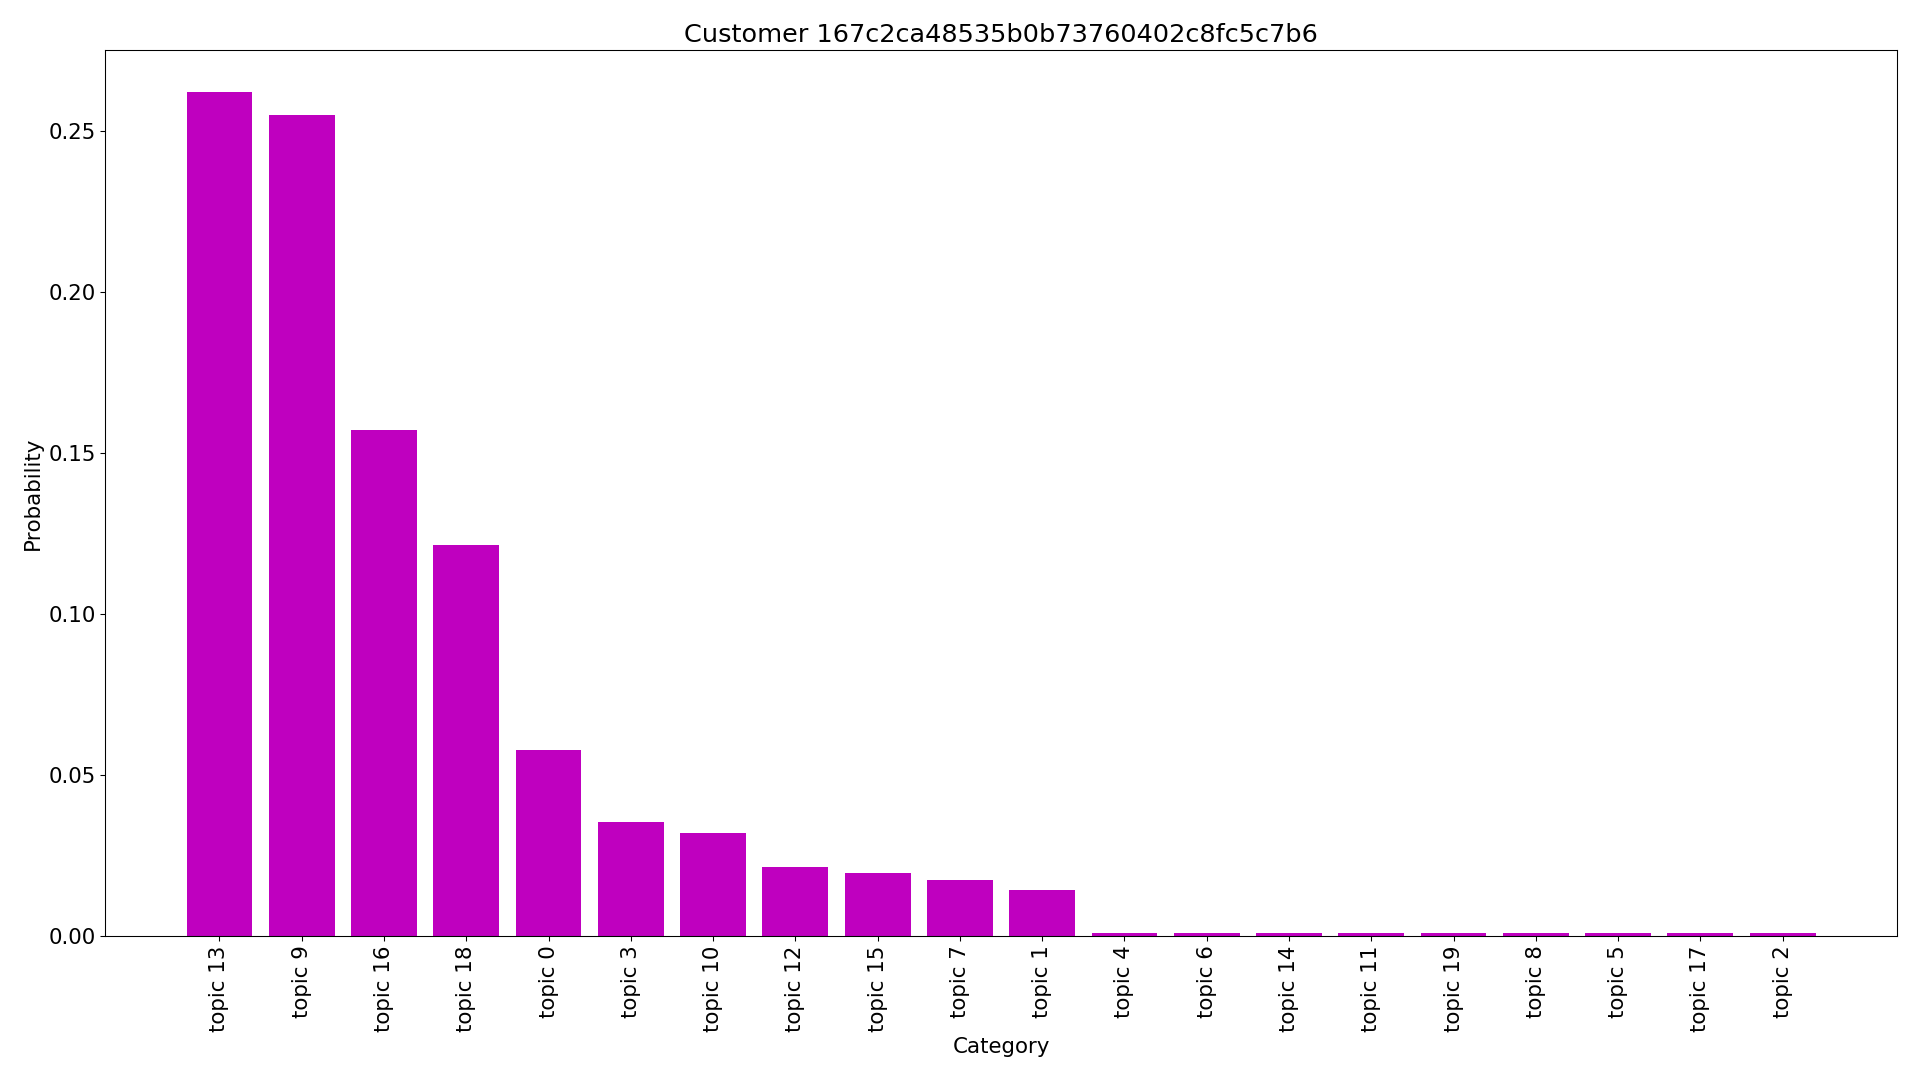 Customer 167c2ca48535b0b73760402c8fc5c7b6
0.25
0.20
0.15
0.10
0.05
0.00
Probability
topic 13
topic 9
topic 16
topic 18
topic 0
topic 3
topic 10
topic 12
topic 15
topic 7
topic 1
topic 4
topic 6
topic 14
topic 11
topic 19
topic 8
topic 5
topic 17
topic 2
Category